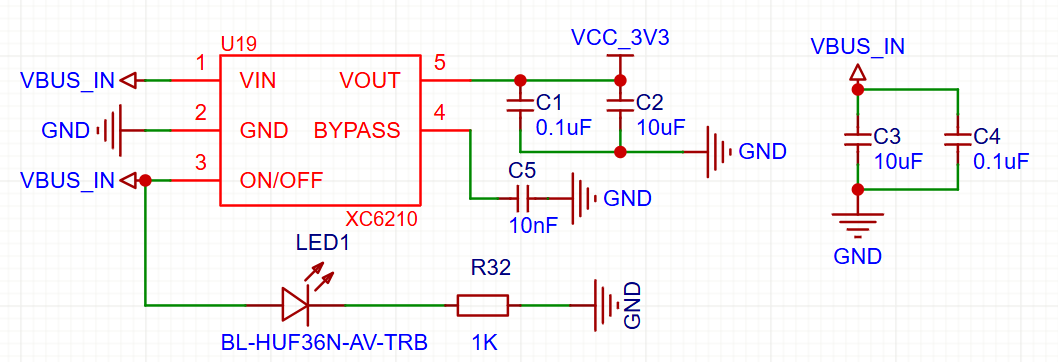 U19
1
VBUS_IN
VIN
VOUT
5
VCC_3V3
2
GND
GND
BYPASS
4
C1
0.1uF
C2
10uF
GND
3
VBUS_IN
ON/OFF
XC6210
C5
10nF
GND
LED1
BL-HUF36N-AV-TRB
R32
1K
GND
VBUS_IN
C3
10uF
C4
0.1uF
GND